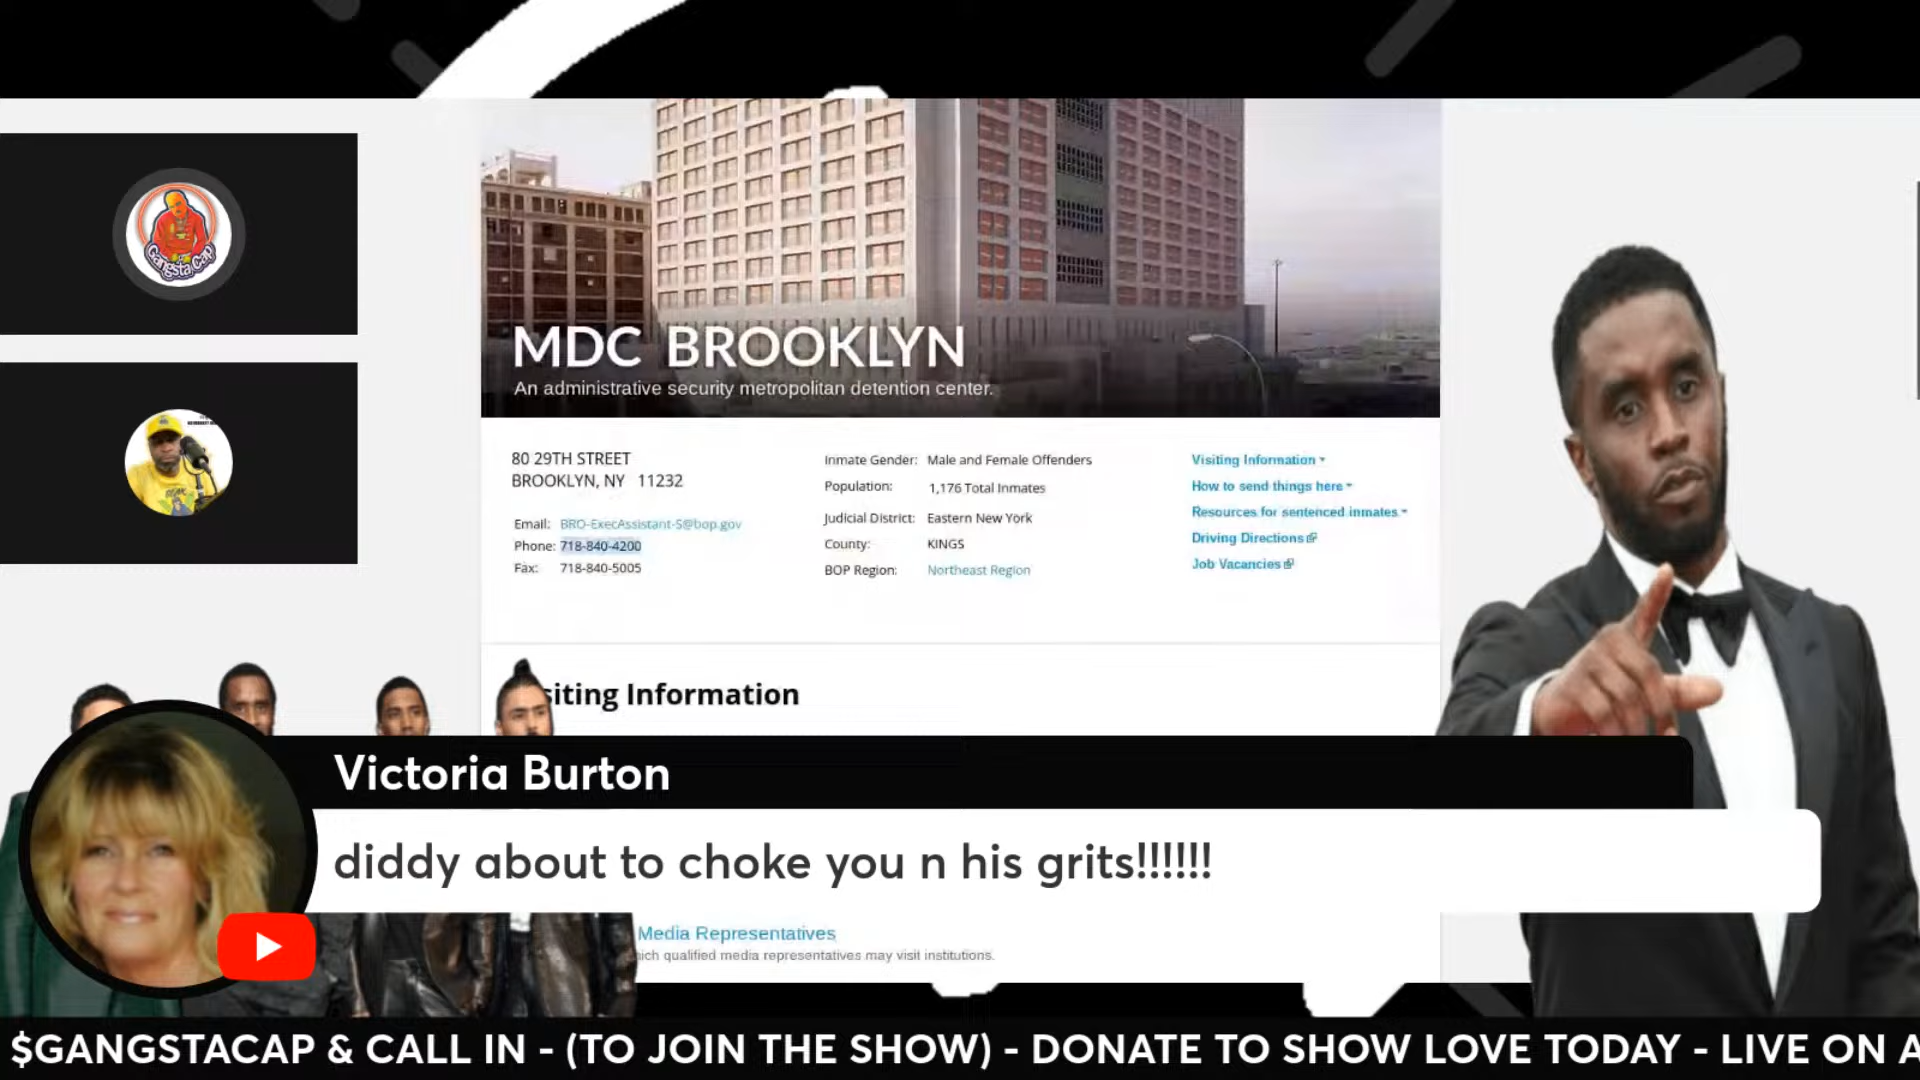 Gangsta Cap
MDC BROOKLYN
An administrative security metropolitan detention center.
80 29TH STREET
BROOKLYN, NY 11232
Email: BRO-ExecAssistant-S@bop.gov
Phone: 718-840-4200
Fax: 718-840-5005
Inmate Gender: Male and Female Offenders
Population: 1,176 Total Inmates
Judicial District: Eastern New York
County: KINGS
BOP Region: Northeast Region
Visiting Information
How to send things here
Resources for sentenced inmates
Driving Directions
Job Vacancies
siting Information
Victoria Burton
diddy about to choke you n his grits!!!!!!
Media Representatives
ich qualified media representatives may visit institutions.
$GANGSTACAP & CALL IN - (TO JOIN THE SHOW) - DONATE TO SHOW LOVE TODAY - LIVE ON A